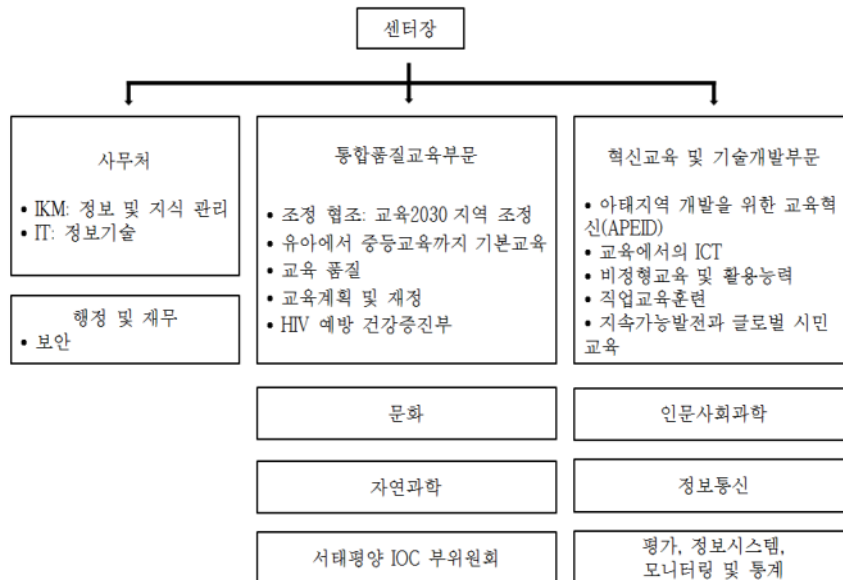 센터장
사무처
• IKM: 정보 및 지식 관리
• IT: 정보기술
행정 및 재무
• 보안
통합품질교육부문
• 조정 협조: 교육2030 지역 조정
• 유아에서 중등교육까지 기본교육
• 교육 품질
• 교육계획 및 재정
• HIV 예방 건강증진부
문화
자연과학
서태평양 IOC 부위원회
혁신교육 및 기술개발부문
• 아태지역 개발을 위한 교육혁
신(APEID)
• 교육에서의 ICT
• 비정형교육 및 활용능력
• 직업교육훈련
• 지속가능발전과 글로벌 시민
교육
인문사회과학
정보통신
평가, 정보시스템,
모니터링 및 통계